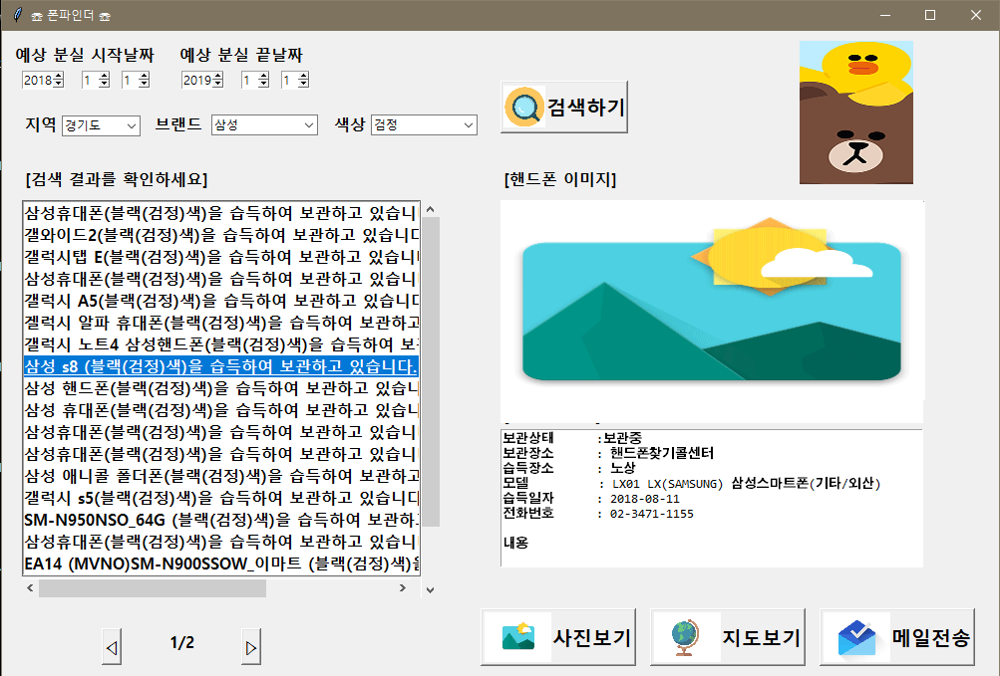 폰파인더
예상 분실 시작날짜 예상 분실 끝날짜
2018 1 1 2019 1 1
지역 경기도 브랜드 삼성 색상 검정
검색하기
[검색 결과를 확인하세요]
[핸드폰 이미지]
삼성휴대폰(블랙(검정)색)을 습득하여 보관하고 있습니
갤와이드2(블랙(검정)색)을 습득하여 보관하고 있습니다
갤럭시탭 E(블랙(검정)색)을 습득하여 보관하고 있습니
삼성휴대폰(블랙(검정)색)을 습득하여 보관하고 있습니
갤럭시 A5(블랙(검정)색)을 습득하여 보관하고 있습니다
갤럭시 알파 휴대폰(블랙(검정)색)을 습득하여 보관하고
갤럭시 노트4 삼성핸드폰(블랙(검정)색)을 습득하여 보
삼성 s8 (블랙(검정)색)을 습득하여 보관하고 있습니다.
삼성 핸드폰(블랙(검정)색)을 습득하여 보관하고 있습니
삼성 휴대폰(블랙(검정)색)을 습득하여 보관하고 있습니
삼성휴대폰(블랙(검정)색)을 습득하여 보관하고 있습니
삼성휴대폰(블랙(검정)색)을 습득하여 보관하고 있습니
삼성 애니콜 폴더폰(블랙(검정)색)을 습득하여 보관하고
갤럭시 s5(블랙(검정)색)을 습득하여 보관하고 있습니다
SM-N950NSO_64G (블랙(검정)색)을 습득하여 보관하
삼성휴대폰(블랙(검정)색)을 습득하여 보관하고 있습니
EA14 (MVNO)SM-N900SSOW_이마트 (블랙(검정)색)을
보관상태 :보관중
보관장소 : 핸드폰찾기콜센터
습득장소 : 노상
모델 : LX01 LX(SAMSUNG) 삼성스마트폰(기타/외산)
습득일자 : 2018-08-11
전화번호 : 02-3471-1155
내용
1/2
사진보기 지도보기 메일전송